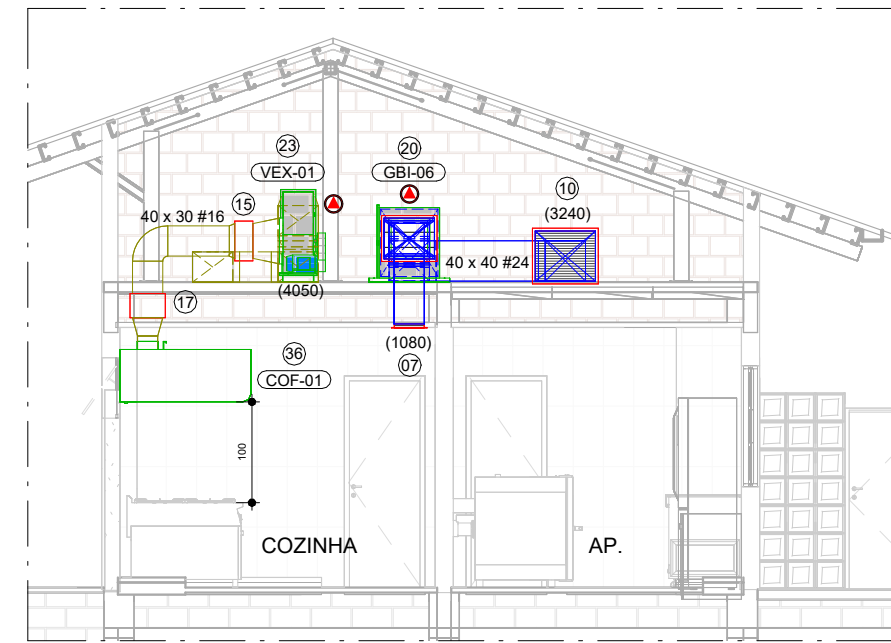 23
VEX-01
20
GBI-06
10
(3240)
15
40 x 30 #16
40 x 40 #24
(4050)
17
(1080)
07
36
COF-01
100
COZINHA
AP.